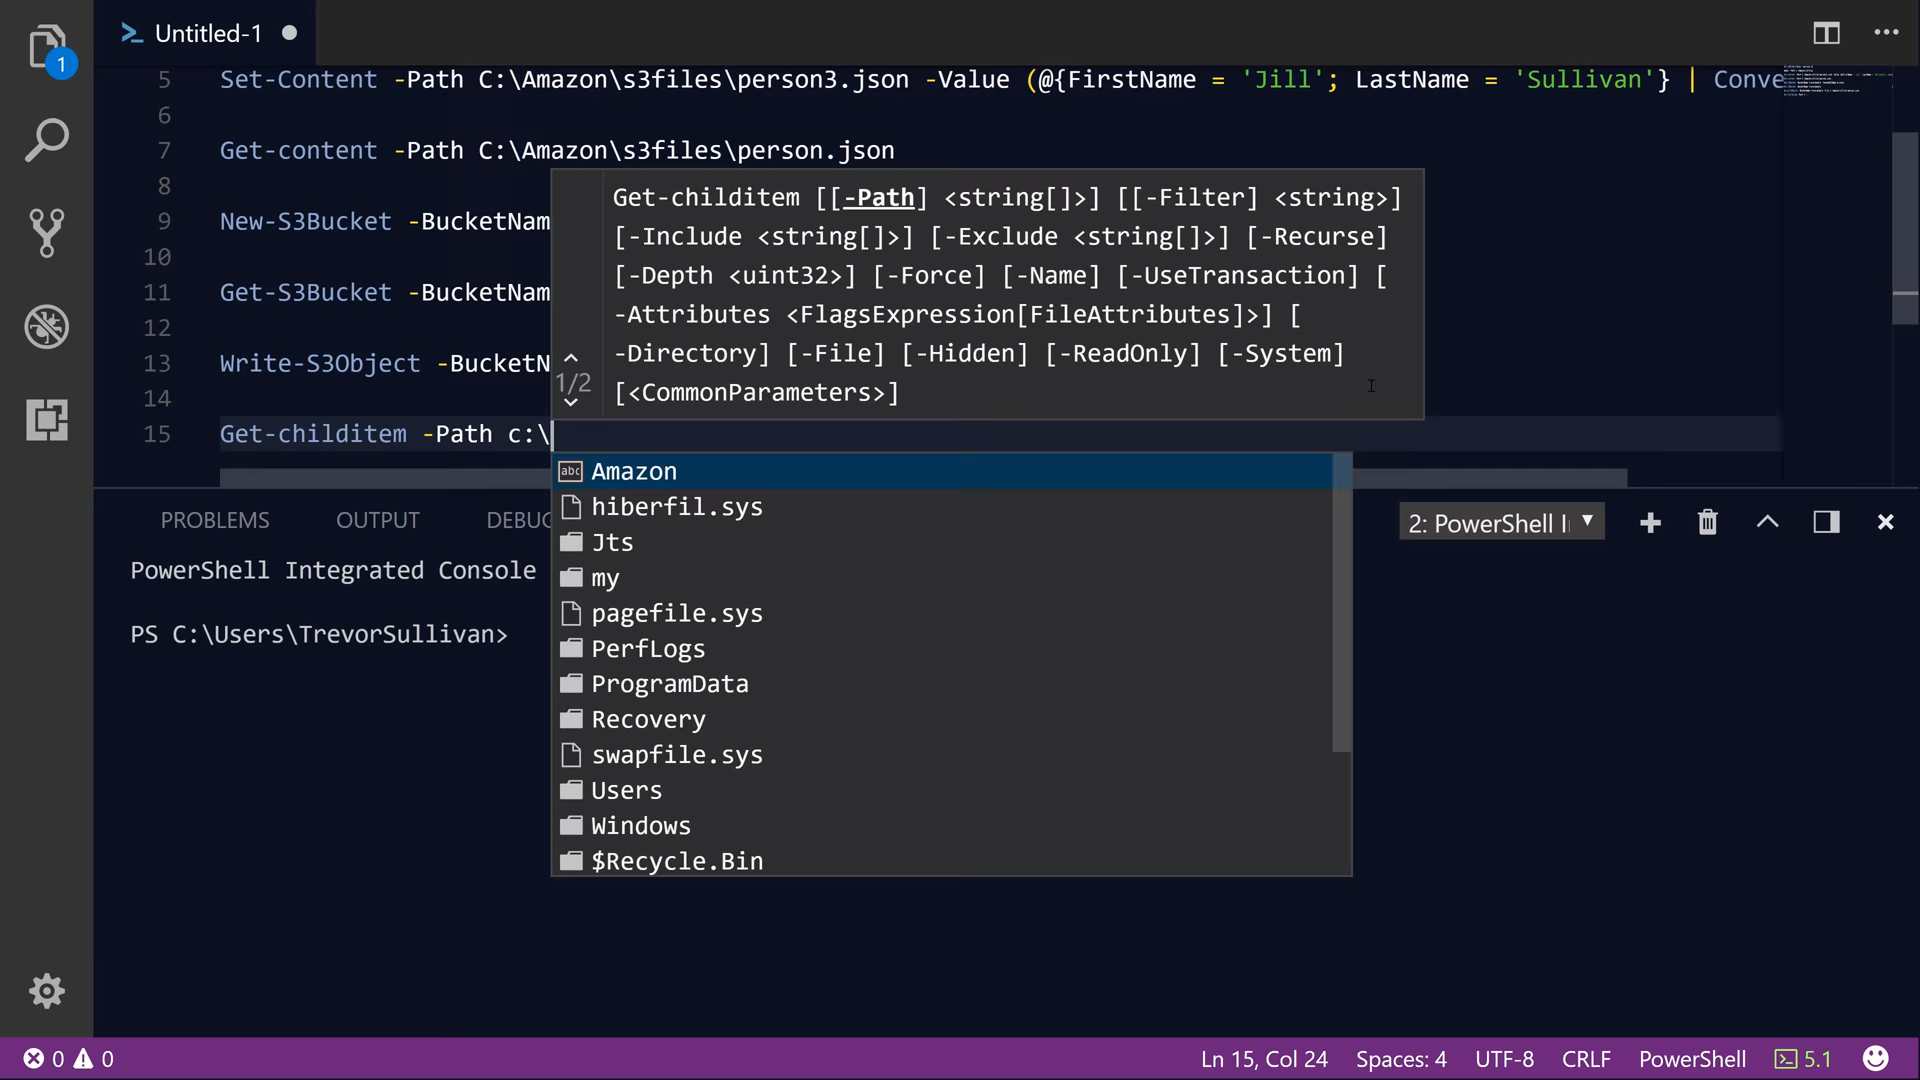 1
Untitled-1
5 Set-Content -Path C:\Amazon\s3files\person3.json -Value (@{FirstName = 'Jill'; LastName = 'Sullivan'} | Conve
6
7 Get-content -Path C:\Amazon\s3files\person.json
8
9 New-S3Bucket -BucketNam
10
11 Get-S3Bucket -BucketNam
12
13 Write-S3Object -BucketN
14
15 Get-childitem -Path c:\
Get-childitem [[-Path] <string[]>] [[-Filter] <string>]
[-Include <string[]>] [-Exclude <string[]>] [-Recurse]
[-Depth <uint32>] [-Force] [-Name] [-UseTransaction] [
-Attributes <FlagsExpression[FileAttributes]>] [
-Directory] [-File] [-Hidden] [-ReadOnly] [-System]
[<CommonParameters>]
1/2
abc Amazon
hiberfil.sys
Jts
my
pagefile.sys
PerfLogs
ProgramData
Recovery
swapfile.sys
Users
Windows
$Recycle.Bin
PROBLEMS OUTPUT DEBUG 2: PowerShell I
PowerShell Integrated Console
PS C:\Users\TrevorSullivan>
0 0 Ln 15, Col 24 Spaces: 4 UTF-8 CRLF PowerShell 5.1